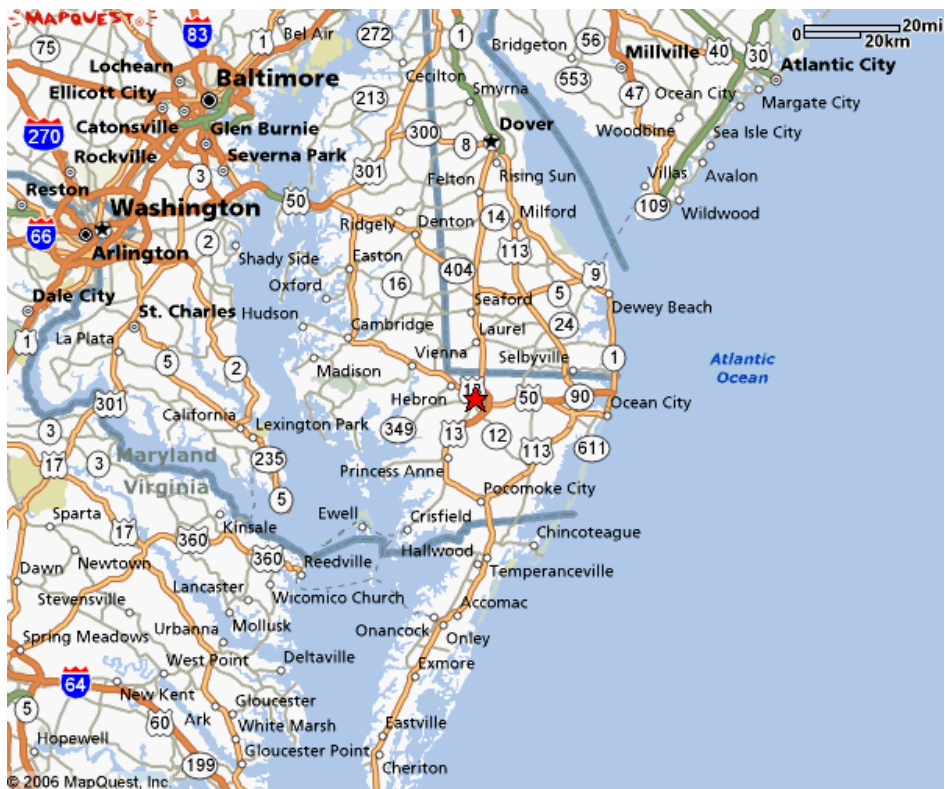 MAPQUEST
83
1
Bel Air
272
1
Bridgeton
56
Millville
40
30
0
20mi
20km
75
Lochearn
Baltimore
Cecilton
Smyrna
553
47
Ocean City
Atlantic City
Ellicott City
213
Margate City
Catonsville
Glen Burnie
300
8
Dover
Woodbine
Sea Isle City
270
Rockville
Severna Park
3
301
Felton
Rising Sun
Villas
Avalon
Reston
50
109
Wildwood
Washington
Ridgely
Denton
14
Milford
66
Arlington
2
Shady Side
Easton
404
113
9
Dale City
Oxford
16
Seaford
5
Dewey Beach
St. Charles
Hudson
Cambridge
Laurel
24
1
La Plata
5
2
Vienna
Selbyville
1
Atlantic
Ocean
Madison
301
Hebron
50
90
Ocean City
California
Lexington Park
349
13
12
3
113
611
17
3
Maryland
235
Princess Anne
Virginia
5
Pocomoke City
Sparta
Kinsale
Ewell
Crisfield
17
360
Chincoteague
Newtown
360
Reedville
Hallwood
Dawn
Temperanceville
Stevensville
Lancaster
Wicomico Church
Accomac
Mollusk
Onancock
Onley
Spring Meadows
Urbanna
West Point
Deltaville
Exmore
64
New Kent
5
Gloucester
60
Ark
White Marsh
Eastville
Hopewell
Gloucester Point
199
Cheriton
© 2006 MapQuest, Inc.